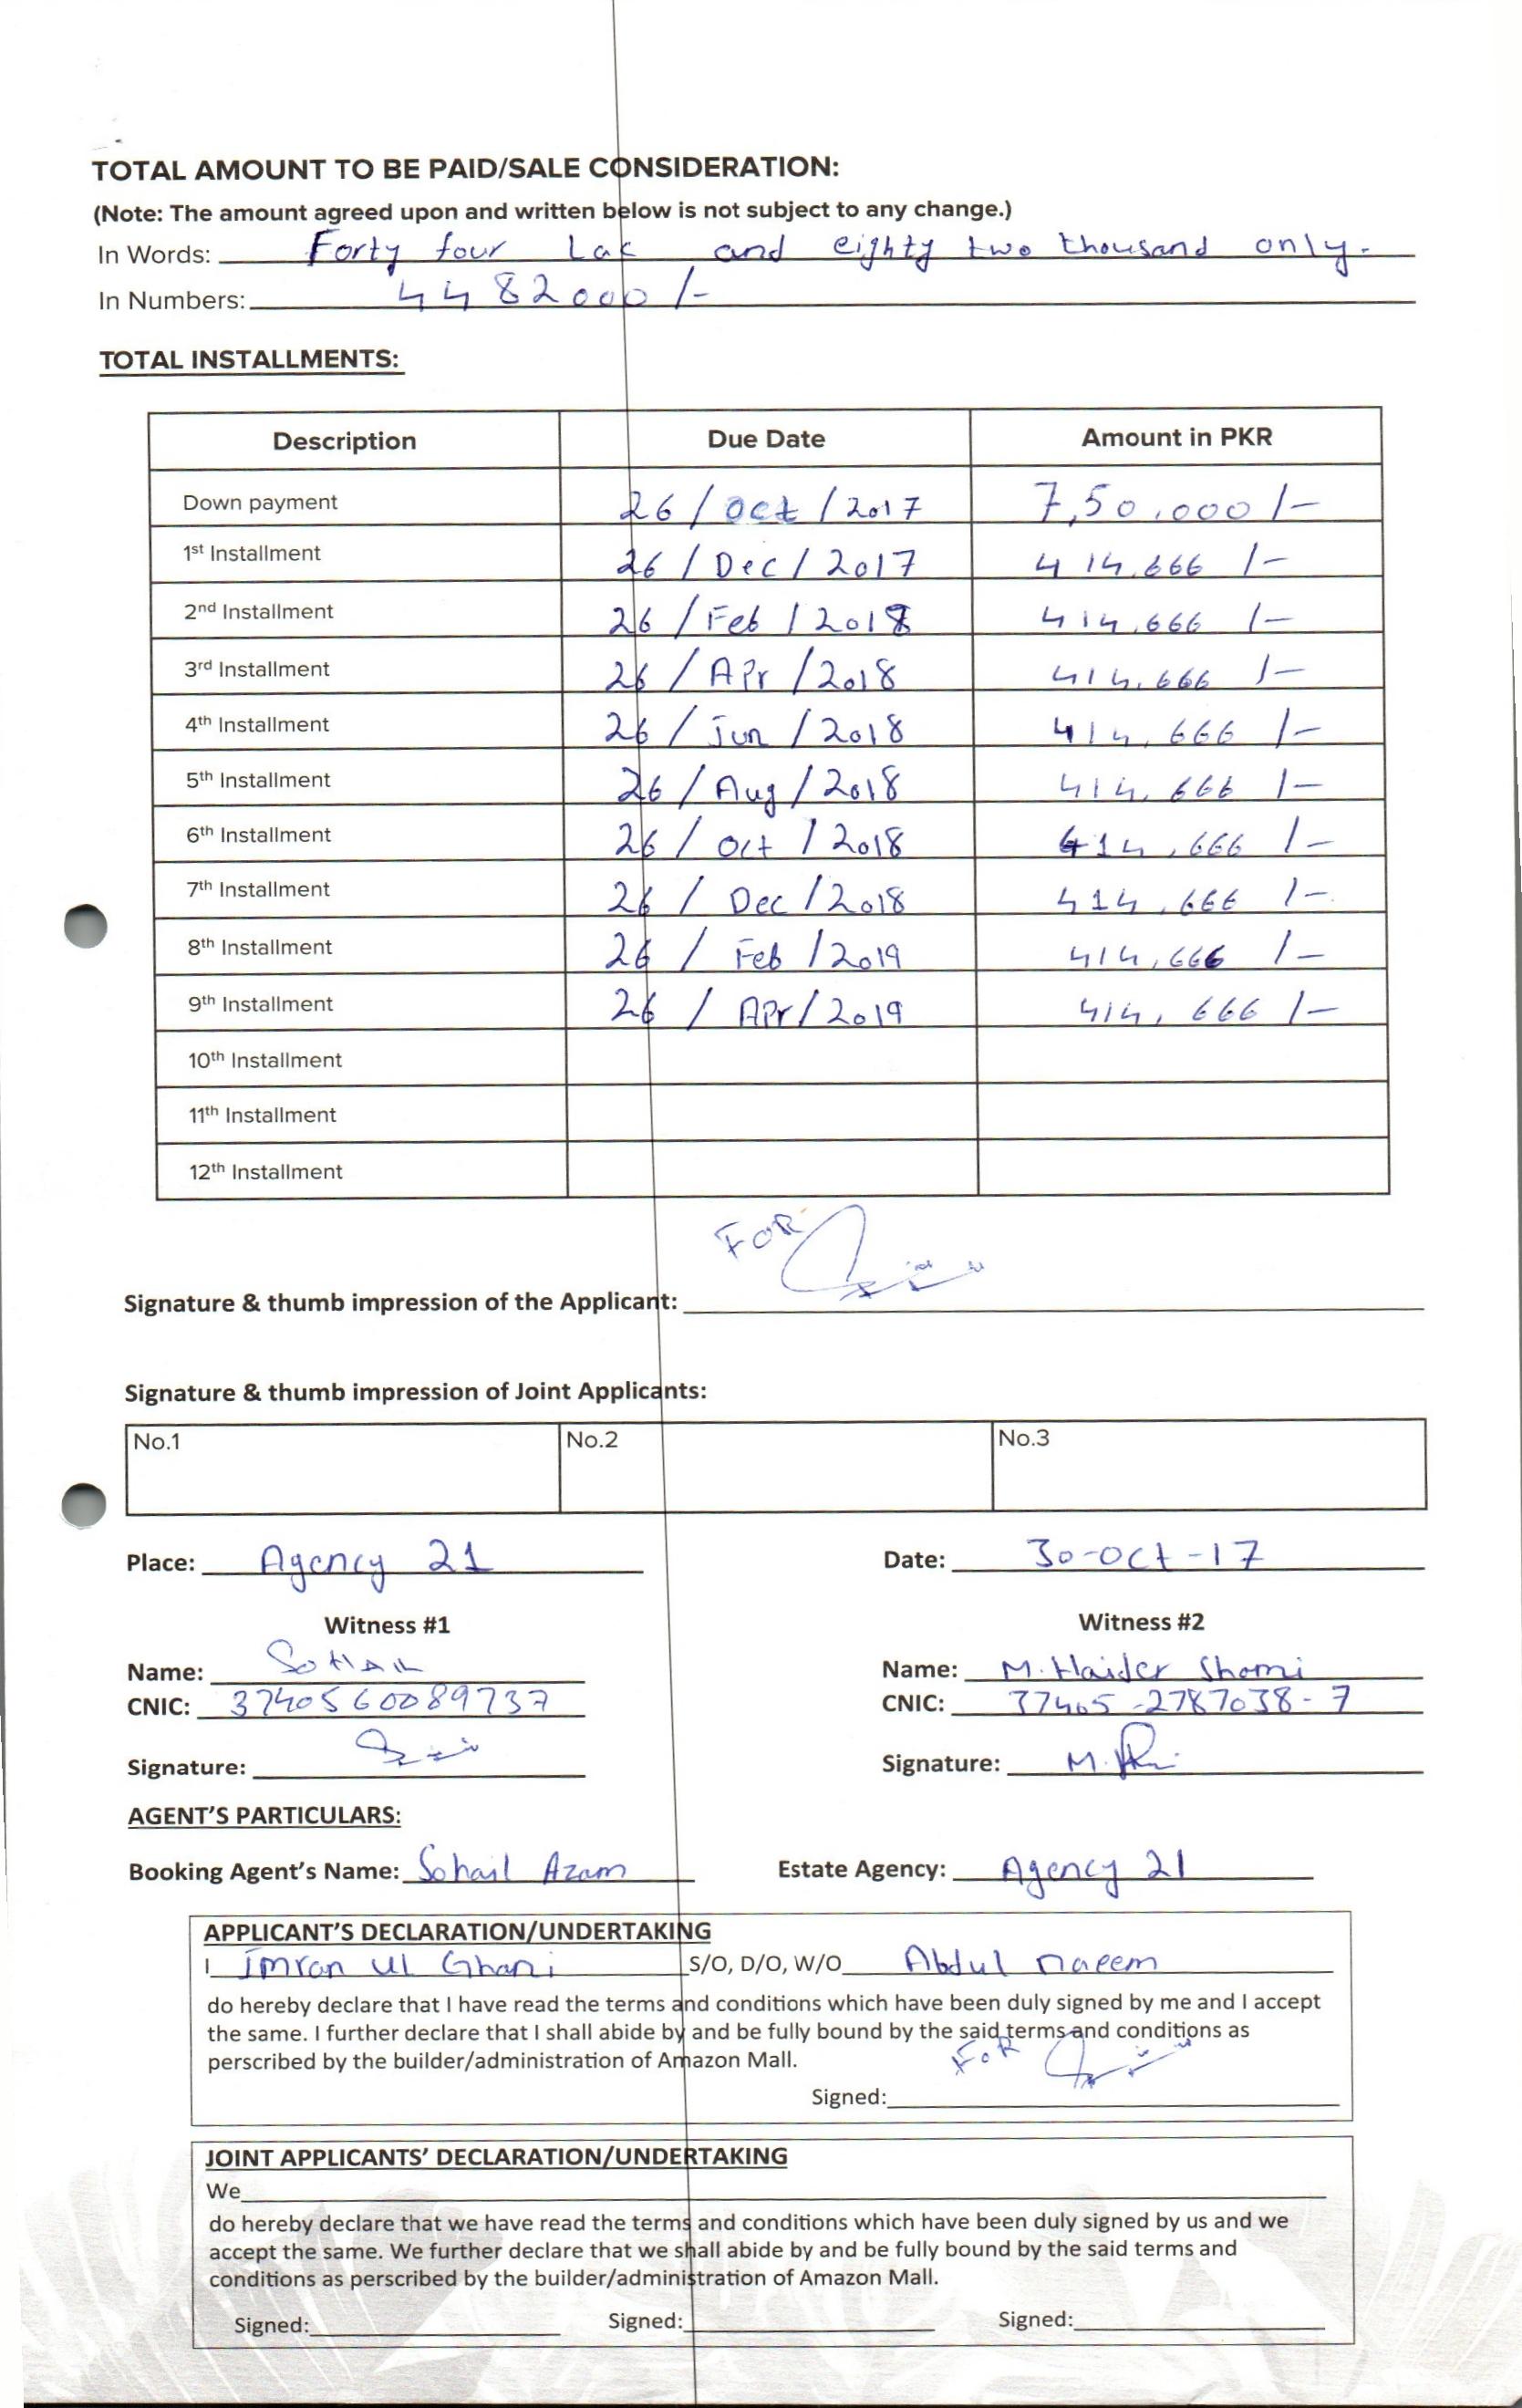 TOTAL AMOUNT TO BE PAID/SALE CONSIDERATION:
(Note: The amount agreed upon and written below is not subject to any change.)
In Words: Forty four Lac and eighty two thousand only.
In Numbers: 4482000/-
TOTAL INSTALLMENTS:
Description Due Date Amount in PKR
Down payment 26/Oct/2017 7,50,000/-
1st Installment 26/Dec/2017 414,666/-
2nd Installment 26/Feb/2018 414,666/-
3rd Installment 26/Apr/2018 414,666/-
4th Installment 26/Jun/2018 414,666/-
5th Installment 26/Aug/2018 414,666/-
6th Installment 26/Oct/2018 414,666/-
7th Installment 26/Dec/2018 414,666/-
8th Installment 26/Feb/2019 414,666/-
9th Installment 26/Apr/2019 414,666/-
10th Installment
11th Installment
12th Installment
FOR
Signature & thumb impression of the Applicant:
Signature & thumb impression of Joint Applicants:
No.1 No.2 No.3
Place: Agency 21 Date: 30-Oct-17
Witness #1 Witness #2
Name: SOHAIL Name: M. Haider Shami
CNIC: 3740560089737 CNIC: 37405-2787038-7
Signature: Signature:
AGENT'S PARTICULARS:
Booking Agent's Name: Sohail Azam Estate Agency: Agency 21
APPLICANT'S DECLARATION/UNDERTAKING
I Imran ul Ghani S/O, D/O, W/O Abdul naeem
do hereby declare that I have read the terms and conditions which have been duly signed by me and I accept
the same. I further declare that I shall abide by and be fully bound by the said terms and conditions as
perscribed by the builder/administration of Amazon Mall.
FOR
Signed:
JOINT APPLICANTS' DECLARATION/UNDERTAKING
We
do hereby declare that we have read the terms and conditions which have been duly signed by us and we
accept the same. We further declare that we shall abide by and be fully bound by the said terms and
conditions as perscribed by the builder/administration of Amazon Mall.
Signed: Signed: Signed: